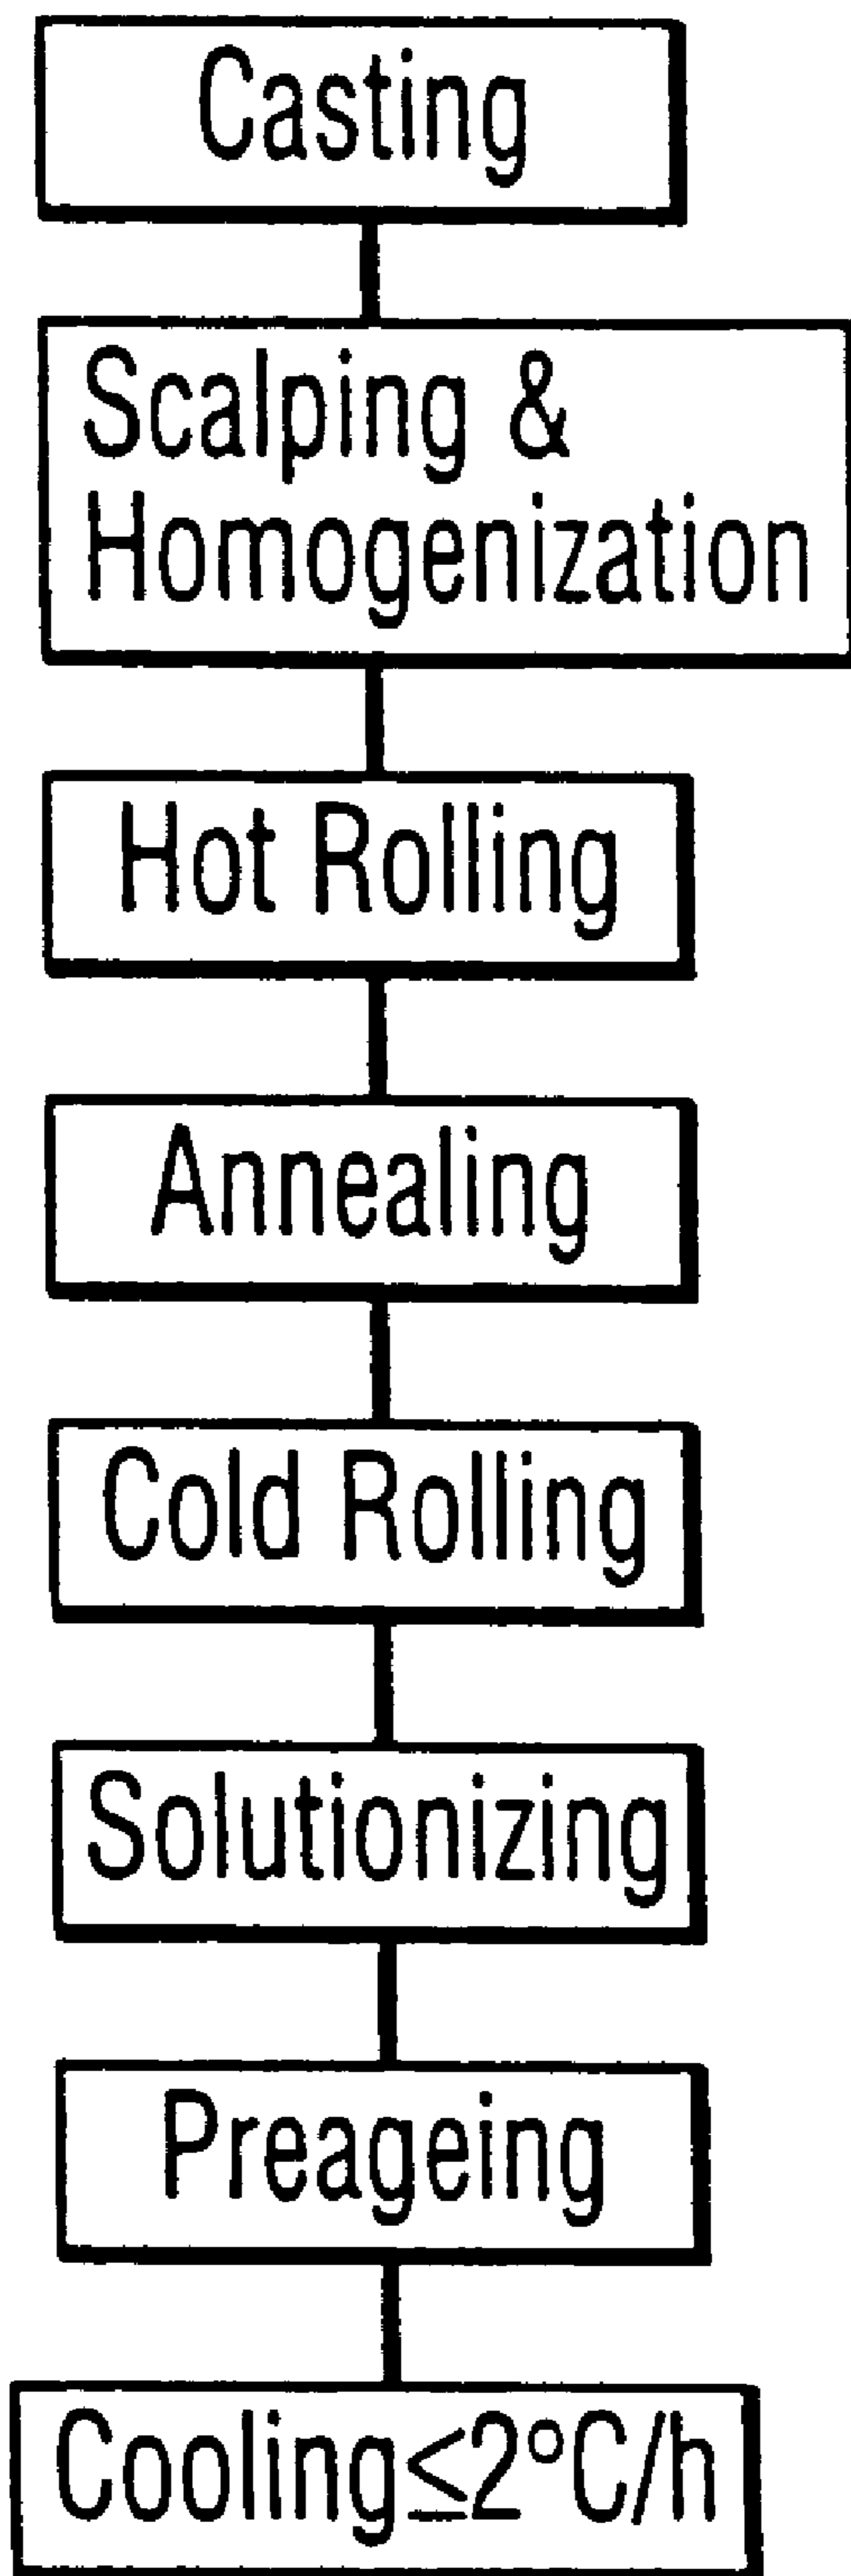 Casting
Scalping &
Homogenization
Hot Rolling
Annealing
Cold Rolling
Solutionizing
Preageing
Cooling≤2°C/h